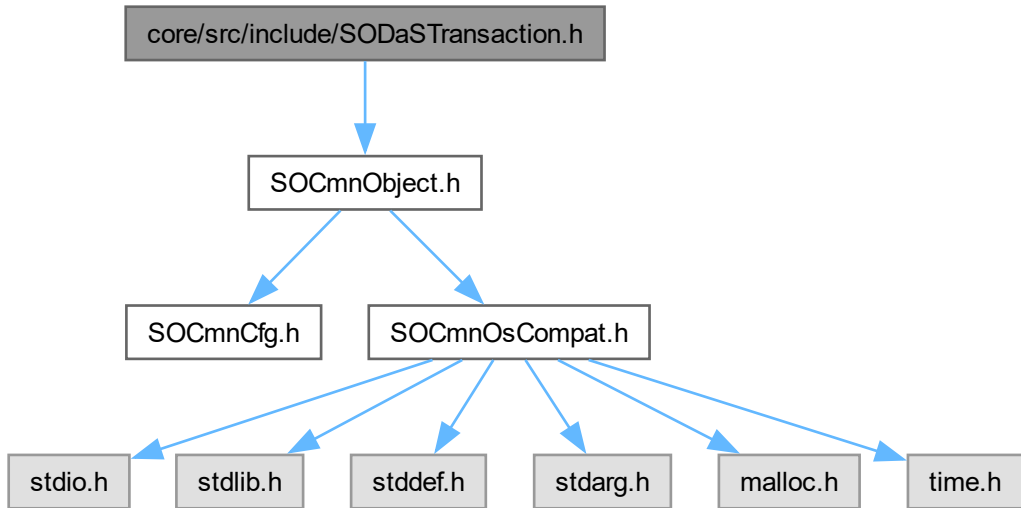 core/src/include/SODaSTransaction.h
SOCmnObject.h
SOCmnCfg.h
SOCmnOsCompat.h
stdio.h
stdlib.h
stddef.h
stdarg.h
malloc.h
time.h